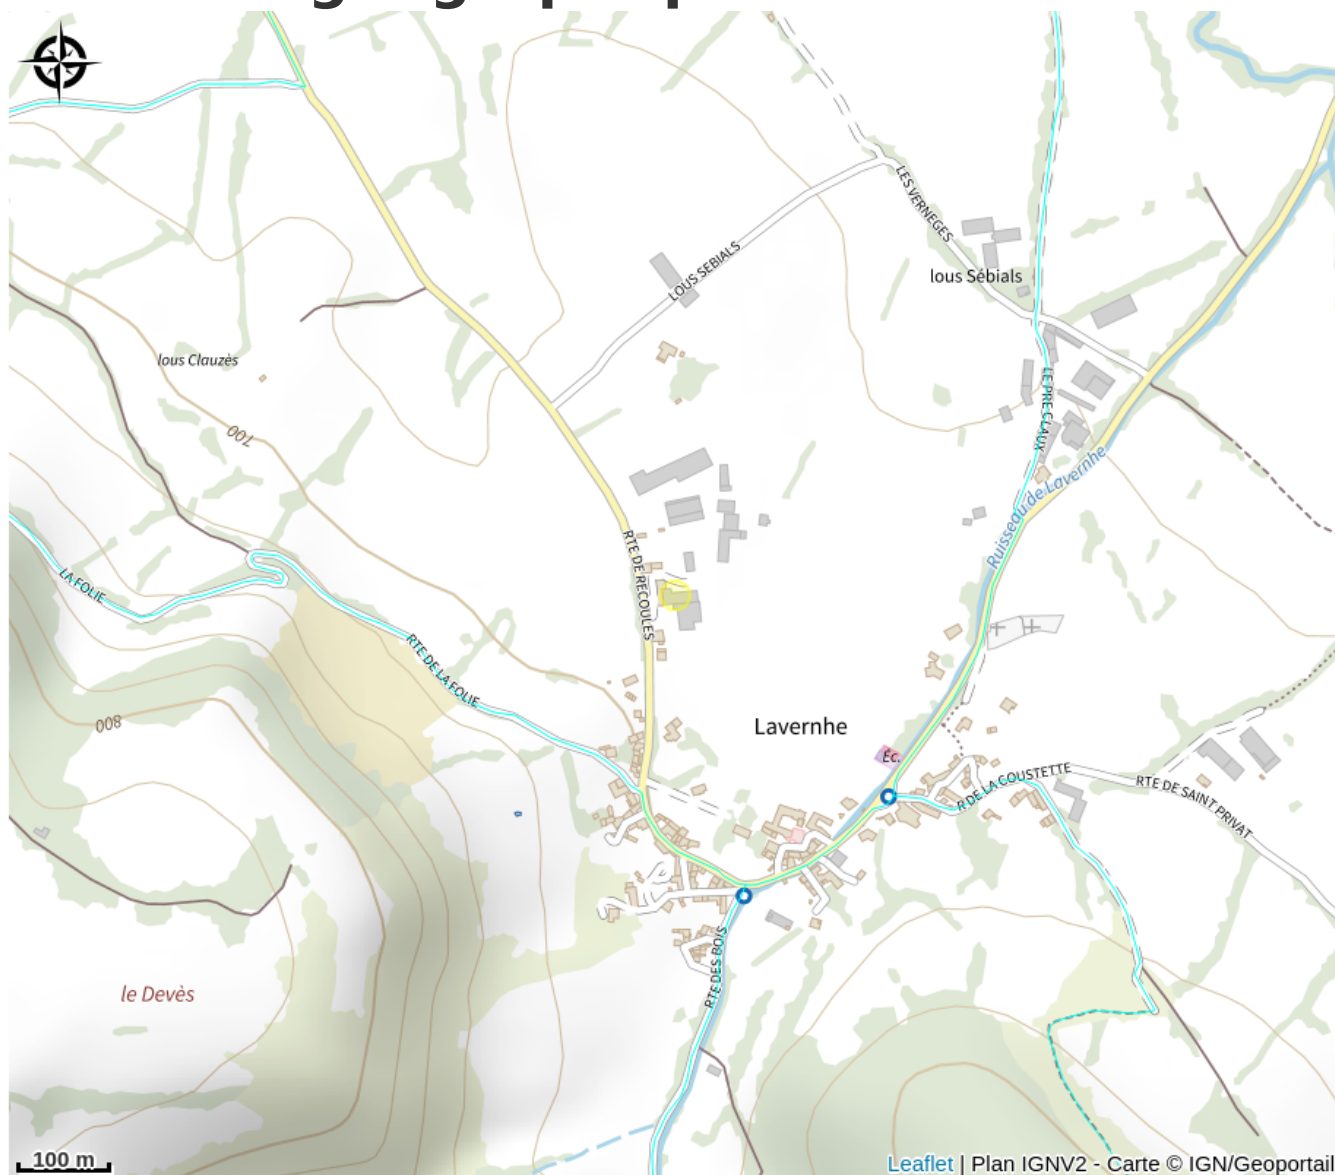 LES VERNEGES
LOUS SEBIALS
lous Sébials
lous Clauzès
700
LE PRE CLAUX
Ruisseau de Lavernhe
RTE DE RECOULES
LA FOLIE
RTE DE LA FOLIE
800
Lavernhe
Éc.
R DE LA COUSTETTE
RTE DE SAINT PRIVAT
RTE DES BOIS
le Devès
100 m
Leaflet | Plan IGNV2 - Carte © IGN/Geoportail